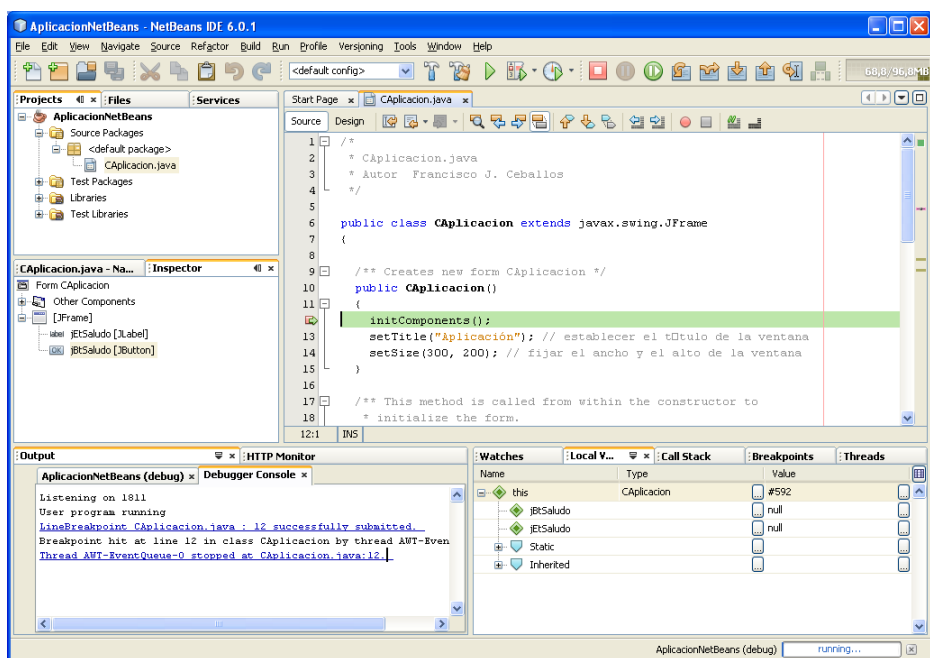 AplicacionNetBeans - NetBeans IDE 6.0.1
File Edit View Navigate Source Refactor Build Run Profile Versioning Tools Window Help
<default config>
68,8/96,8MB
Projects Files Services
AplicacionNetBeans
Source Packages
<default package>
CAplicacion.java
Test Packages
Libraries
Test Libraries
CAplicacion.java - Na... Inspector
Form CAplicacion
Other Components
[JFrame]
label jEtSaludo [JLabel]
OK jBtSaludo [JButton]
Start Page CAplicacion.java
Source Design
1 /*
2 * CAplicacion.java
3 * Autor Francisco J. Ceballos
4 */
5
6 public class CAplicacion extends javax.swing.JFrame
7 {
8
9 /** Creates new form CAplicacion */
10 public CAplicacion()
11 {
initComponents();
13 setTitle("Aplicación"); // establecer el t□tulo de la ventana
14 setSize(300, 200); // fijar el ancho y el alto de la ventana
15 }
16
17 /** This method is called from within the constructor to
18 * initialize the form.
12:1 INS
Output HTTP Monitor
AplicacionNetBeans (debug) Debugger Console
Listening on 1811
User program running
LineBreakpoint CAplicacion.java : 12 successfully submitted.
Breakpoint hit at line 12 in class CAplicacion by thread AWT-Even
Thread AWT-EventQueue-0 stopped at CAplicacion.java:12.
Watches Local V... Call Stack Breakpoints Threads
Name Type Value
this CAplicacion ... #592 ...
jBtSaludo ... null ...
jEtSaludo ... null ...
Static ... ...
Inherited ... ...
AplicacionNetBeans (debug) running...